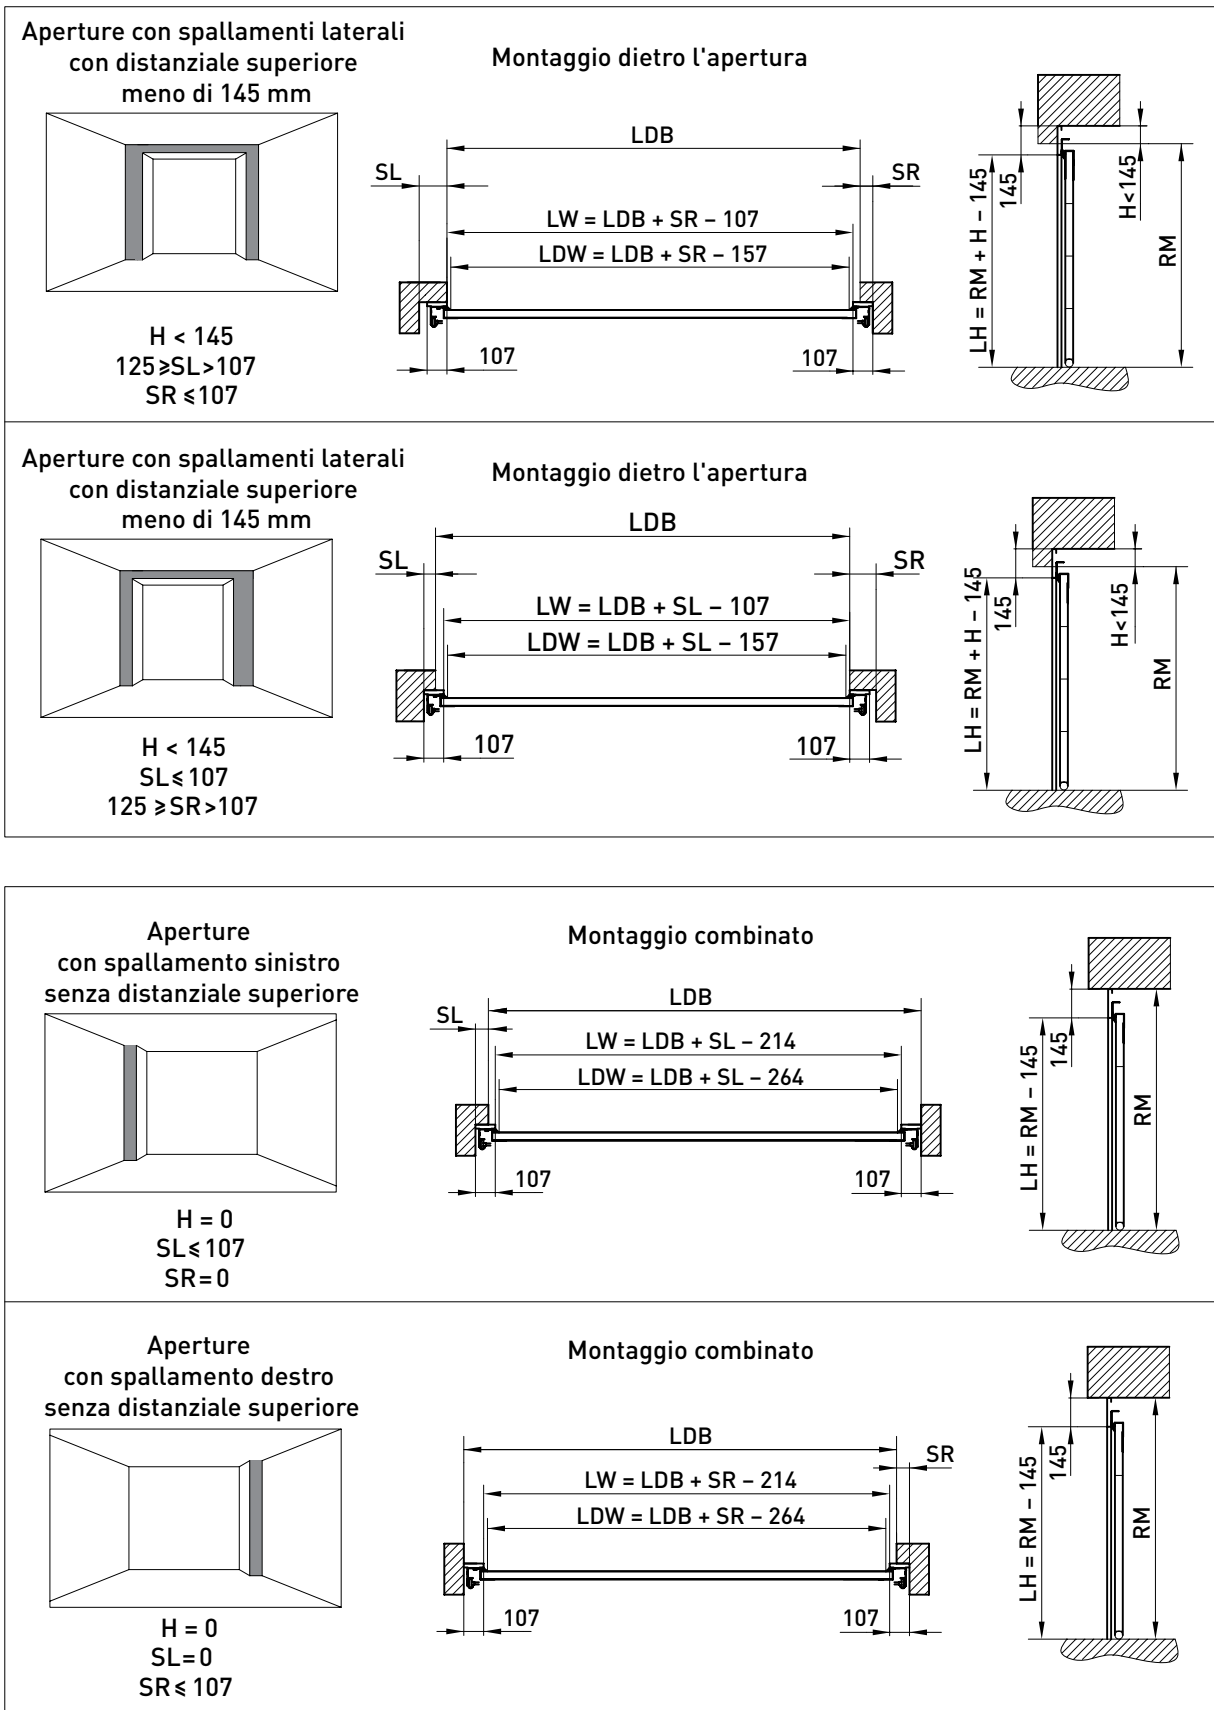 Aperture con spallamenti laterali
con distanziale superiore
meno di 145 mm
Montaggio dietro l'apertura
LDB
SL
SR
LW = LDB + SR – 107
LDW = LDB + SR – 157
107
107
H < 145
125⩾SL>107
SR ⩽107
LH = RM + H – 145
145
H<145
RM
Aperture con spallamenti laterali
con distanziale superiore
meno di 145 mm
Montaggio dietro l'apertura
LDB
SL
SR
LW = LDB + SL – 107
LDW = LDB + SL – 157
107
107
H < 145
SL⩽107
125 ⩾SR>107
LH = RM + H – 145
145
H<145
RM
Aperture
con spallamento sinistro
senza distanziale superiore
Montaggio combinato
LDB
SL
LW = LDB + SL – 214
LDW = LDB + SL – 264
107
107
H = 0
SL⩽107
SR=0
LH = RM – 145
145
RM
Aperture
con spallamento destro
senza distanziale superiore
Montaggio combinato
LDB
SR
LW = LDB + SR – 214
LDW = LDB + SR – 264
107
107
H = 0
SL=0
SR⩽107
LH = RM – 145
145
RM